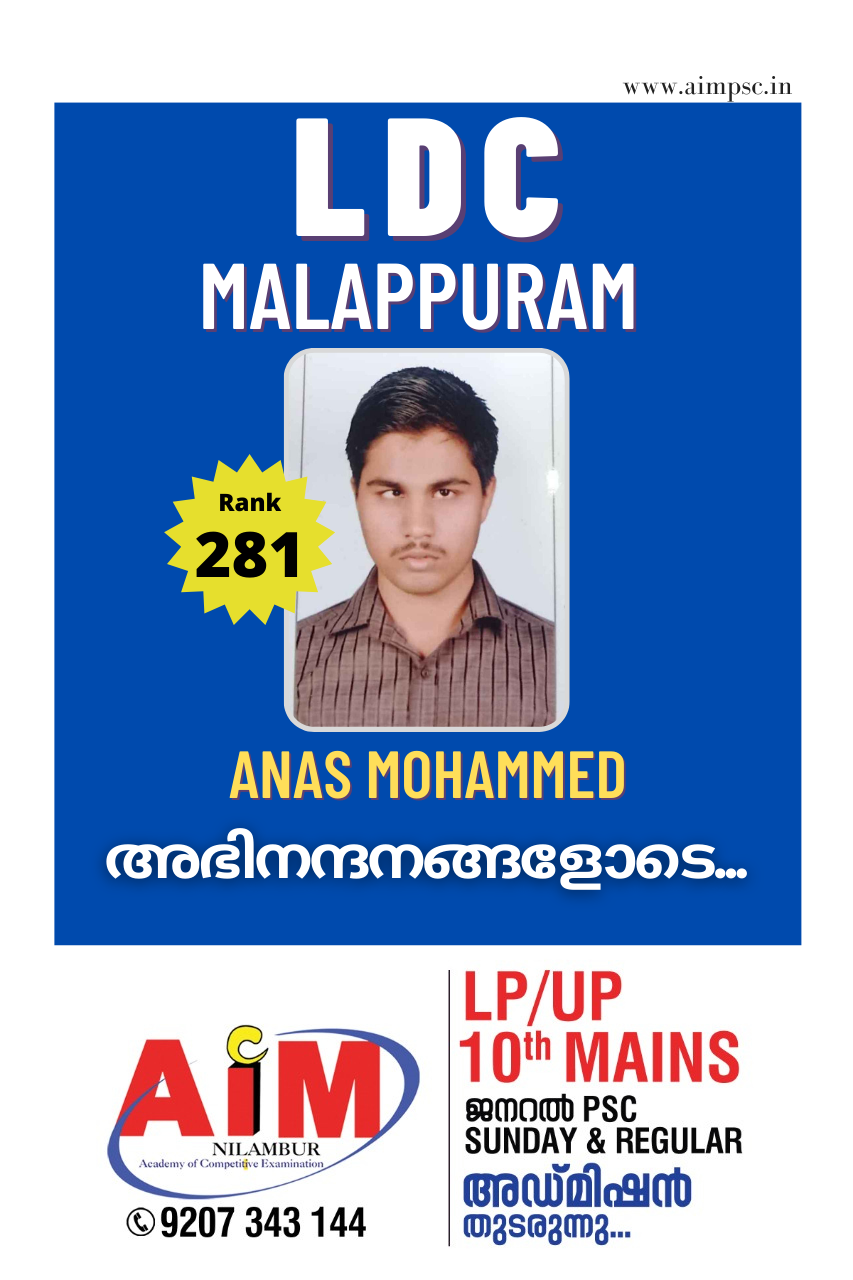 www.aimpsc.in
LDC
MALAPPURAM
Rank
281
ANAS MOHAMMED
അഭിനന്ദനങ്ങളോടെ...
AiM
NILAMBUR
Academy of Competitive Examination
9207 343 144
LP/UP
10th MAINS
ജനറൽ PSC
SUNDAY & REGULAR
അഡ്മിഷൻ
തുടരുന്നു...